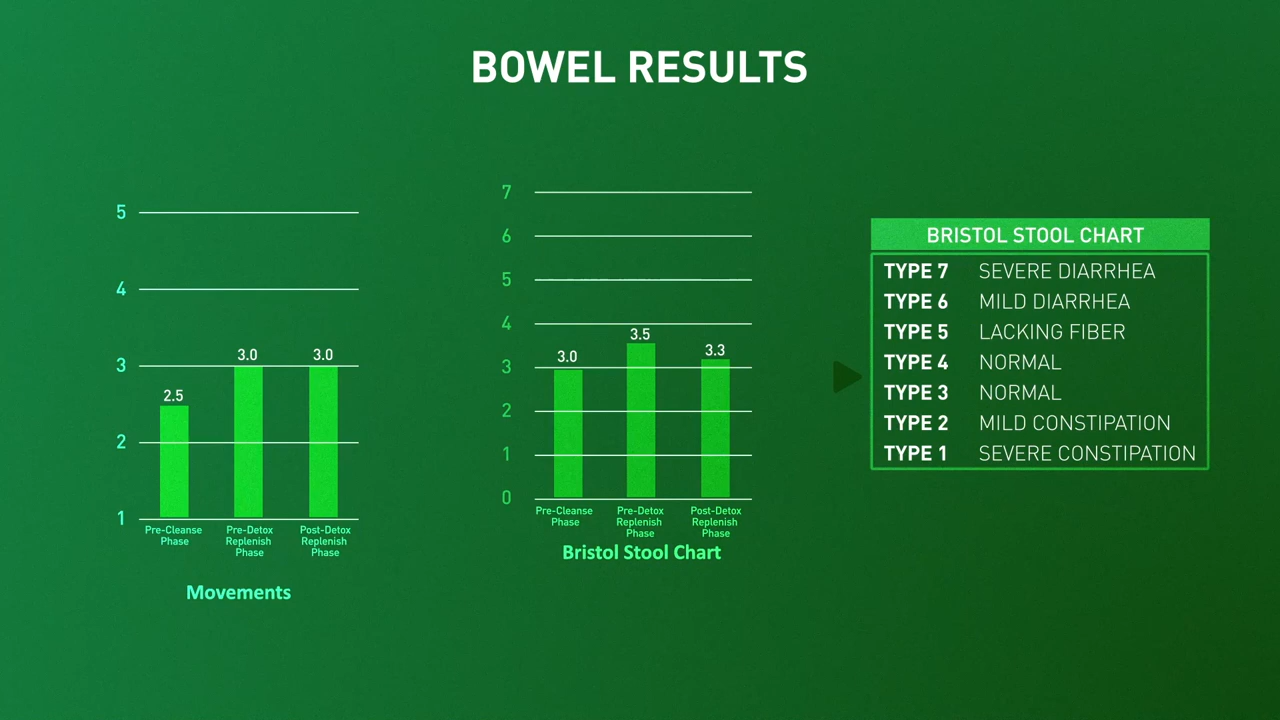 BOWEL RESULTS
5
4
3
2
1
2.5
3.0
3.0
Pre-Cleanse
Phase
Pre-Detox
Replenish
Phase
Post-Detox
Replenish
Phase
Movements
7
6
5
4
3
2
1
0
3.0
3.5
3.3
Pre-Cleanse
Phase
Pre-Detox
Replenish
Phase
Post-Detox
Replenish
Phase
Bristol Stool Chart
BRISTOL STOOL CHART
TYPE 7 SEVERE DIARRHEA
TYPE 6 MILD DIARRHEA
TYPE 5 LACKING FIBER
TYPE 4 NORMAL
TYPE 3 NORMAL
TYPE 2 MILD CONSTIPATION
TYPE 1 SEVERE CONSTIPATION